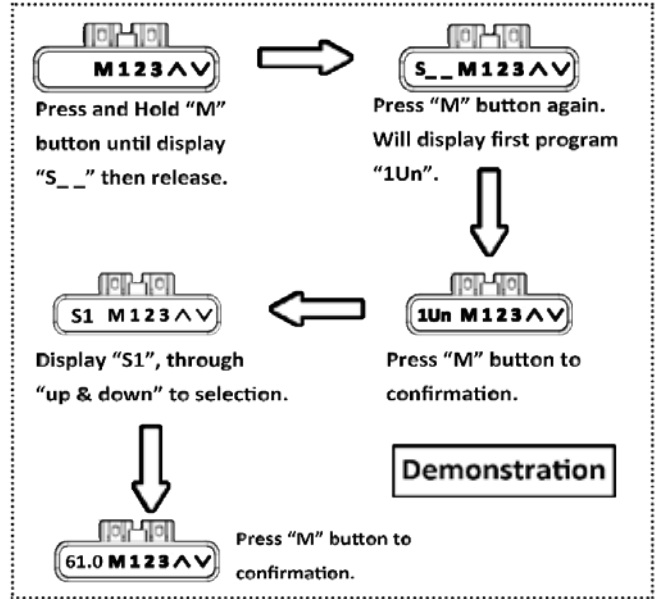 M123∧∨
Press and Hold “M”
button until display
“S_ _” then release.
S_ _ M123∧∨
Press “M” button again.
Will display first program
“1Un”.
1Un M123∧∨
Press “M” button to
confirmation.
S1 M123∧∨
Display “S1”, through
“up & down” to selection.
Demonstration
61.0 M123∧∨
Press “M” button to
confirmation.